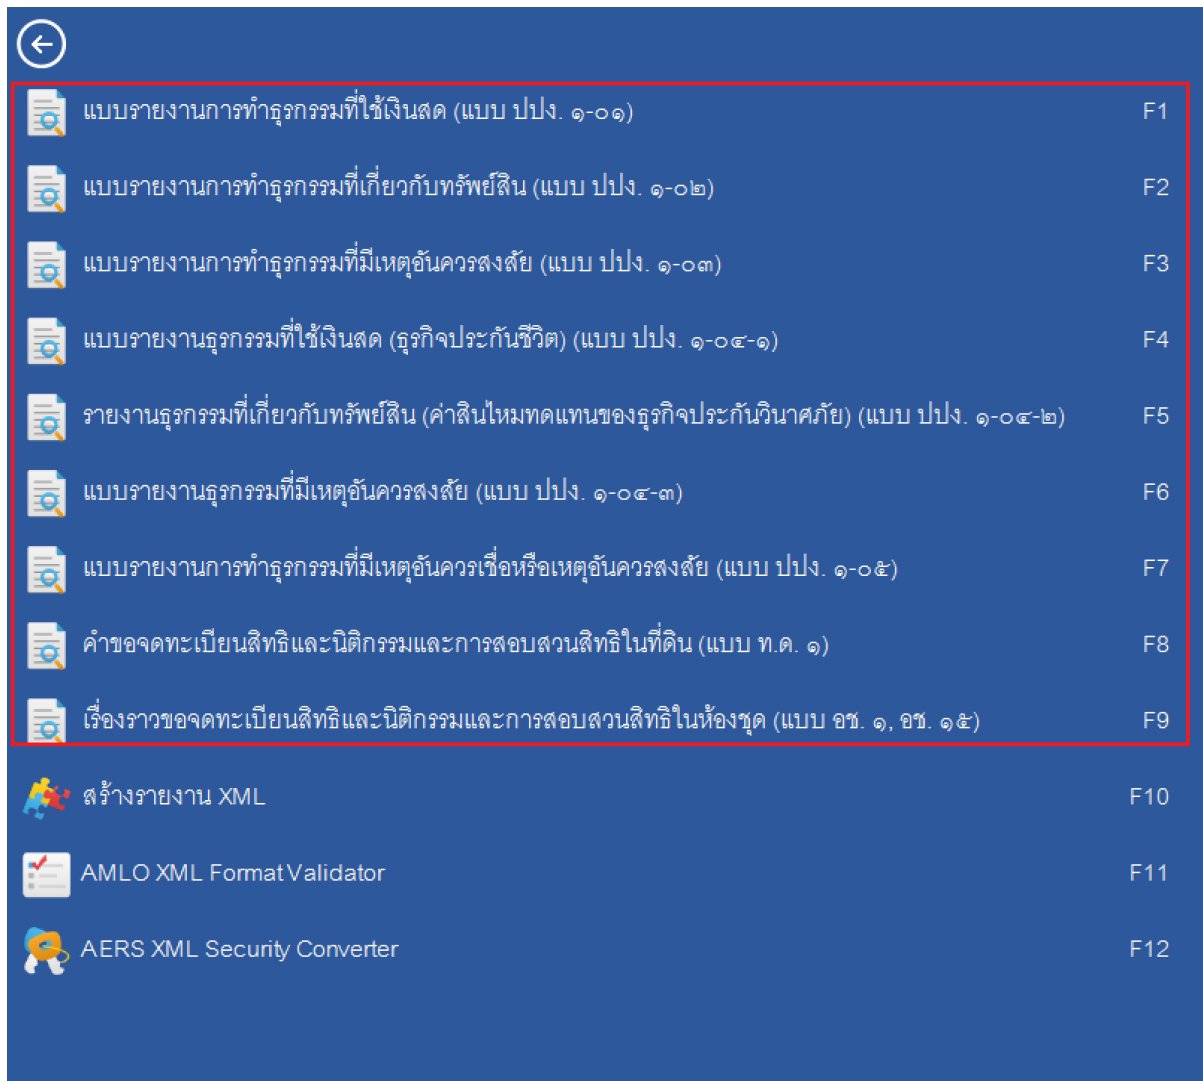 แบบรายงานการทำธุรกรรมที่ใช้เงินสด (แบบ ปปง. ๑-๐๑) F1
แบบรายงานการทำธุรกรรมที่เกี่ยวกับทรัพย์สิน (แบบ ปปง. ๑-๐๒) F2
แบบรายงานการทำธุรกรรมที่มีเหตุอันควรสงสัย (แบบ ปปง. ๑-๐๓) F3
แบบรายงานธุรกรรมที่ใช้เงินสด (ธุรกิจประกันชีวิต) (แบบ ปปง. ๑-๐๔-๑) F4
รายงานธุรกรรมที่เกี่ยวกับทรัพย์สิน (ค่าสินไหมทดแทนของธุรกิจประกันวินาศภัย) (แบบ ปปง. ๑-๐๔-๒) F5
แบบรายงานธุรกรรมที่มีเหตุอันควรสงสัย (แบบ ปปง. ๑-๐๔-๓) F6
แบบรายงานการทำธุรกรรมที่มีเหตุอันควรเชื่อหรือเหตุอันควรสงสัย (แบบ ปปง. ๑-๐๕) F7
คำขอจดทะเบียนสิทธิและนิติกรรมและการสอบสวนสิทธิในที่ดิน (แบบ ท.ด. ๑) F8
เรื่องราวขอจดทะเบียนสิทธิและนิติกรรมและการสอบสวนสิทธิในห้องชุด (แบบ อช. ๑, อช. ๑๕) F9
สร้างรายงาน XML F10
AMLO XML Format Validator F11
AERS XML Security Converter F12